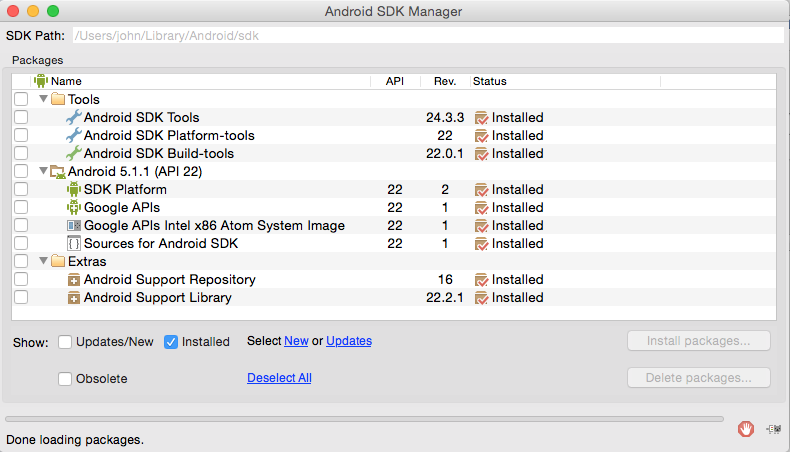 Android SDK Manager
SDK Path: /Users/john/Library/Android/sdk
Packages
Name API Rev. Status
Tools
Android SDK Tools 24.3.3 Installed
Android SDK Platform-tools 22 Installed
Android SDK Build-tools 22.0.1 Installed
Android 5.1.1 (API 22)
SDK Platform 22 2 Installed
Google APIs 22 1 Installed
Google APIs Intel x86 Atom System Image 22 1 Installed
Sources for Android SDK 22 1 Installed
Extras
Android Support Repository 16 Installed
Android Support Library 22.2.1 Installed
Show: Updates/New Installed Select New or Updates Install packages...
Obsolete Deselect All Delete packages...
Done loading packages.